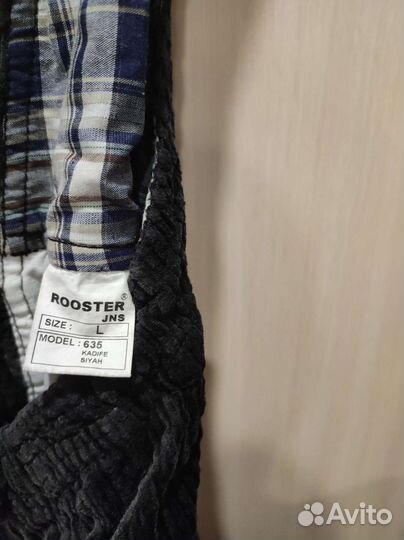 ROOSTER®
JNS
SIZE : L
MODEL : 635
KADIFE
SIYAH
Avito